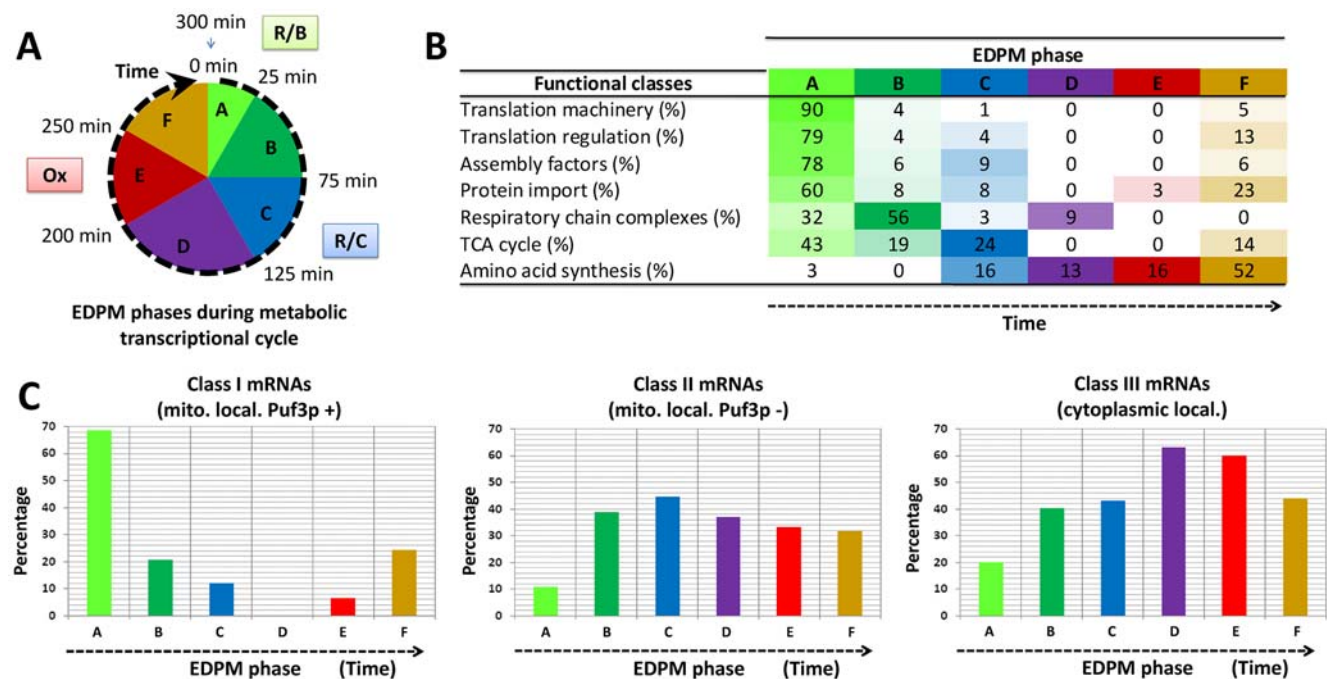 A
300 min
R/B
0 min
Time
25 min
A
B
75 min
C
R/C
125 min
D
200 min
E
Ox
250 min
F
EDPM phases during metabolic
transcriptional cycle
B
EDPM phase
Functional classes A B C D E F
Translation machinery (%) 90 4 1 0 0 5
Translation regulation (%) 79 4 4 0 0 13
Assembly factors (%) 78 6 9 0 0 6
Protein import (%) 60 8 8 0 3 23
Respiratory chain complexes (%) 32 56 3 9 0 0
TCA cycle (%) 43 19 24 0 0 14
Amino acid synthesis (%) 3 0 16 13 16 52
Time
C
Class I mRNAs
(mito. local. Puf3p +)
Percentage
70
60
50
40
30
20
10
0
A B C D E F
EDPM phase (Time)
Class II mRNAs
(mito. local. Puf3p -)
Percentage
70
60
50
40
30
20
10
0
A B C D E F
EDPM phase (Time)
Class III mRNAs
(cytoplasmic local.)
Percentage
70
60
50
40
30
20
10
0
A B C D E F
EDPM phase (Time)